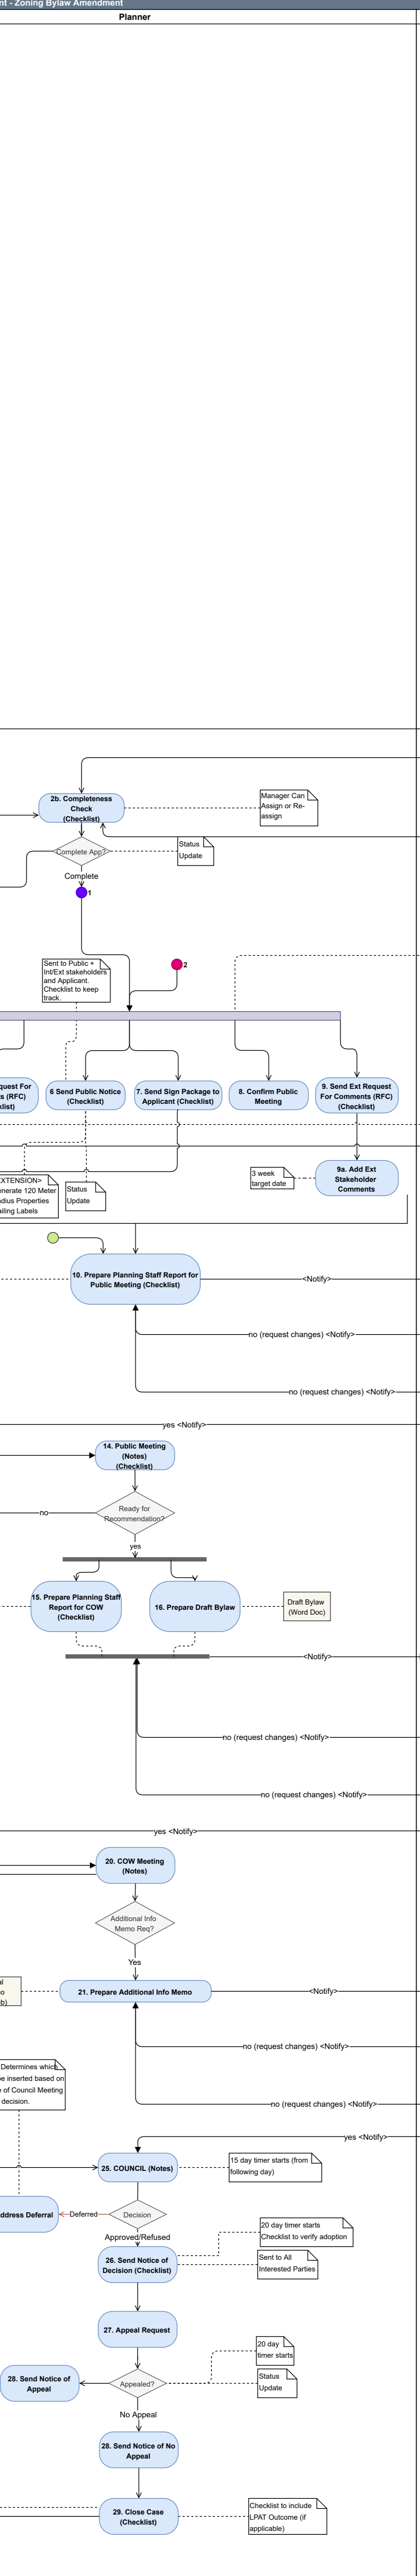 nt - Zoning Bylaw Amendment
Planner
2b. Completeness
Check
(Checklist)
Manager Can
Assign or Re-
assign
Complete App?
Status
Update
Complete
1
Sent to Public +
Int/Ext stakeholders
and Applicant.
Checklist to keep
track.
2
quest For
s (RFC)
klist)
6 Send Public Notice
(Checklist)
7. Send Sign Package to
Applicant (Checklist)
8. Confirm Public
Meeting
9. Send Ext Request
For Comments (RFC)
(Checklist)
EXTENSION>
enerate 120 Meter
dius Properties
ailing Labels
Status
Update
3 week
target date
9a. Add Ext
Stakeholder
Comments
10. Prepare Planning Staff Report for
Public Meeting (Checklist)
<Notify>
no (request changes) <Notify>
no (request changes) <Notify>
yes <Notify>
14. Public Meeting
(Notes)
(Checklist)
no
Ready for
Recommendation?
yes
15. Prepare Planning Staff
Report for COW
(Checklist)
16. Prepare Draft Bylaw
Draft Bylaw
(Word Doc)
<Notify>
no (request changes) <Notify>
no (request changes) <Notify>
yes <Notify>
20. COW Meeting
(Notes)
Additional Info
Memo Req?
Yes
al
o
b)
21. Prepare Additional Info Memo
<Notify>
no (request changes) <Notify>
Determines which
be inserted based on
e of Council Meeting
decision.
no (request changes) <Notify>
yes <Notify>
25. COUNCIL (Notes)
15 day timer starts (from
following day)
ddress Deferral
Deferred
Decision
Approved/Refused
20 day timer starts
Checklist to verify adoption
26. Send Notice of
Decision (Checklist)
Sent to All
Interested Parties
27. Appeal Request
20 day
timer starts
28. Send Notice of
Appeal
Appealed?
Status
Update
No Appeal
28. Send Notice of No
Appeal
29. Close Case
(Checklist)
Checklist to include
LPAT Outcome (if
applicable)